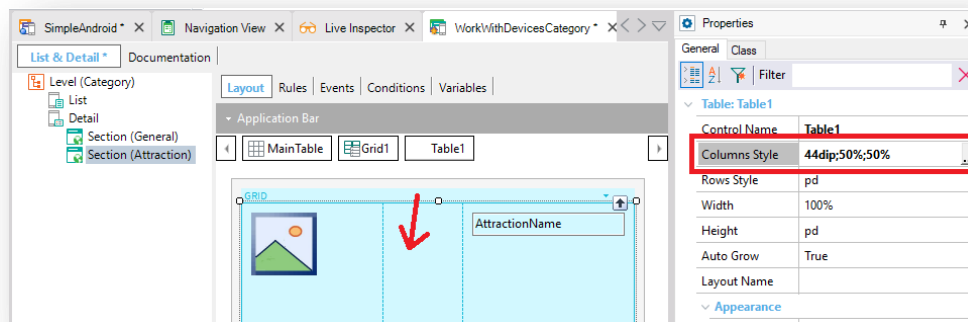 SimpleAndroid *
Navigation View
Live Inspector
WorkWithDevicesCategory *
List & Detail *
Documentation
Level (Category)
List
Detail
Section (General)
Section (Attraction)
Layout
Rules
Events
Conditions
Variables
Application Bar
MainTable
Grid1
Table1
GRID
AttractionName
Properties
General
Class
Filter
Table: Table1
Control Name
Table1
Columns Style
44dip;50%;50%
Rows Style
pd
Width
100%
Height
pd
Auto Grow
True
Layout Name
Appearance